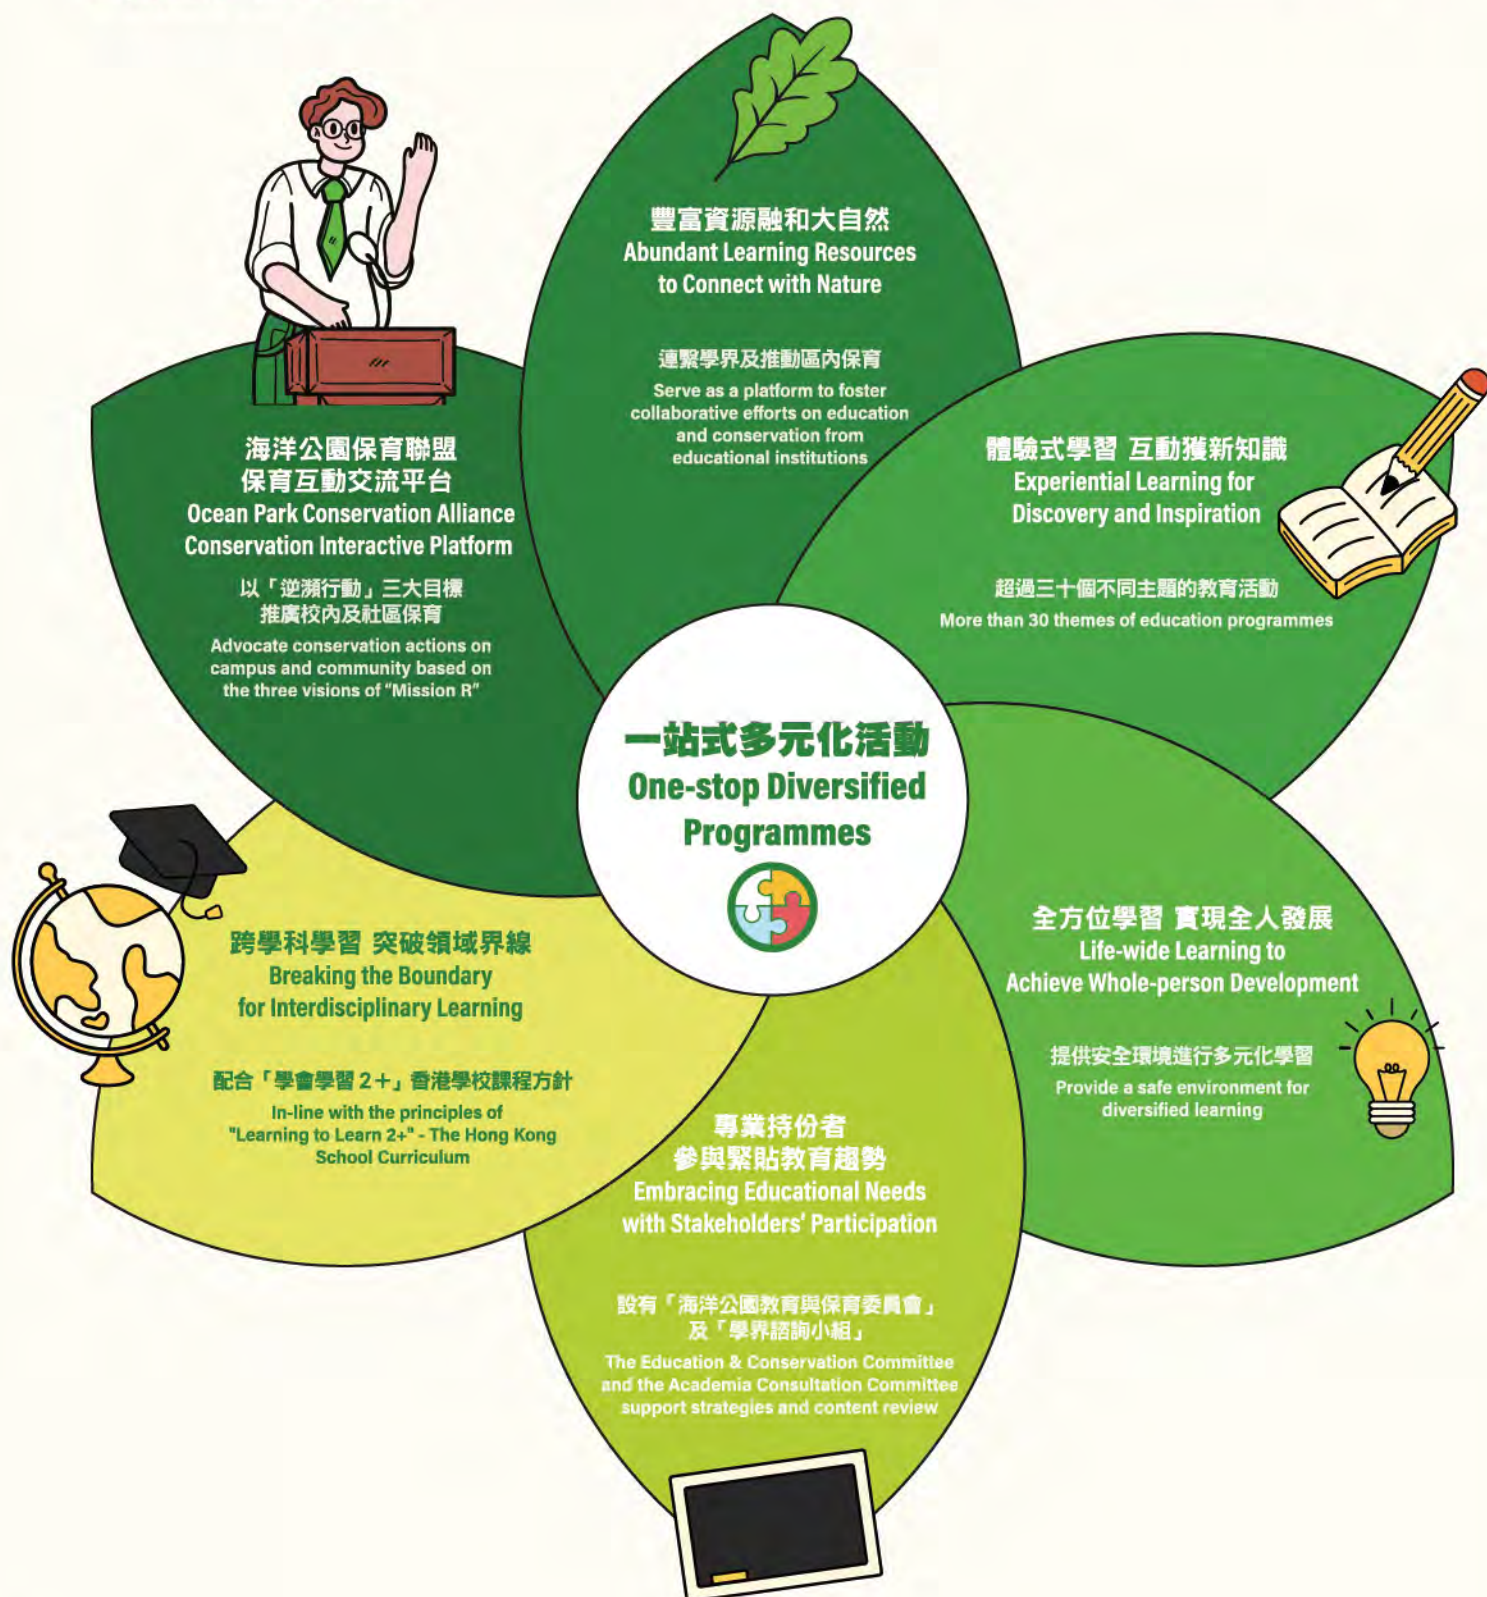 豐富資源融和大自然
Abundant Learning Resources
to Connect with Nature
連繫學界及推動區內保育
Serve as a platform to foster
collaborative efforts on education
and conservation from
educational institutions
體驗式學習 互動獲新知識
Experiential Learning for
Discovery and Inspiration
超過三十個不同主題的教育活動
More than 30 themes of education programmes
全方位學習 實現全人發展
Life-wide Learning to
Achieve Whole-person Development
提供安全環境進行多元化學習
Provide a safe environment for
diversified learning
專業持份者
參與緊貼教育趨勢
Embracing Educational Needs
with Stakeholders' Participation
設有「海洋公園教育與保育委員會」
及「學界諮詢小組」
The Education & Conservation Committee
and the Academia Consultation Committee
support strategies and content review
跨學科學習 突破領域界線
Breaking the Boundary
for Interdisciplinary Learning
配合「學會學習 2+」香港學校課程方針
In-line with the principles of
"Learning to Learn 2+" - The Hong Kong
School Curriculum
海洋公園保育聯盟
保育互動交流平台
Ocean Park Conservation Alliance
Conservation Interactive Platform
以「逆瀕行動」三大目標
推廣校內及社區保育
Advocate conservation actions on
campus and community based on
the three visions of “Mission R”
一站式多元化活動
One-stop Diversified
Programmes